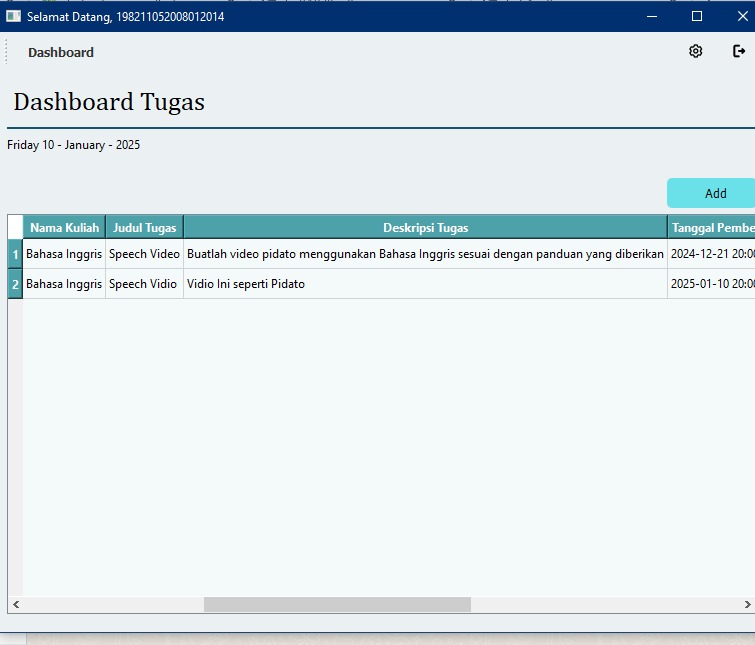 Selamat Datang, 198211052008012014
Dashboard
Dashboard Tugas
Friday 10 - January - 2025
Add
Nama Kuliah Judul Tugas Deskripsi Tugas Tanggal Pembe
1 Bahasa Inggris Speech Video Buatlah video pidato menggunakan Bahasa Inggris sesuai dengan panduan yang diberikan 2024-12-21 20:00
2 Bahasa Inggris Speech Vidio Vidio Ini seperti Pidato 2025-01-10 20:00